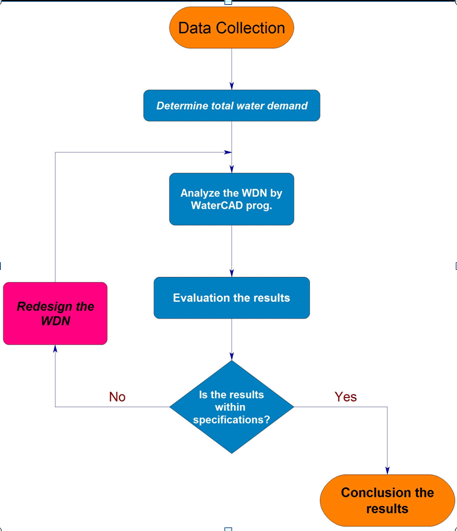 Data Collection
Determine total water demand
Analyze the WDN by
WaterCAD prog.
Evaluation the results
Redesign the
WDN
Is the results
within
specifications?
No
Yes
Conclusion the
results